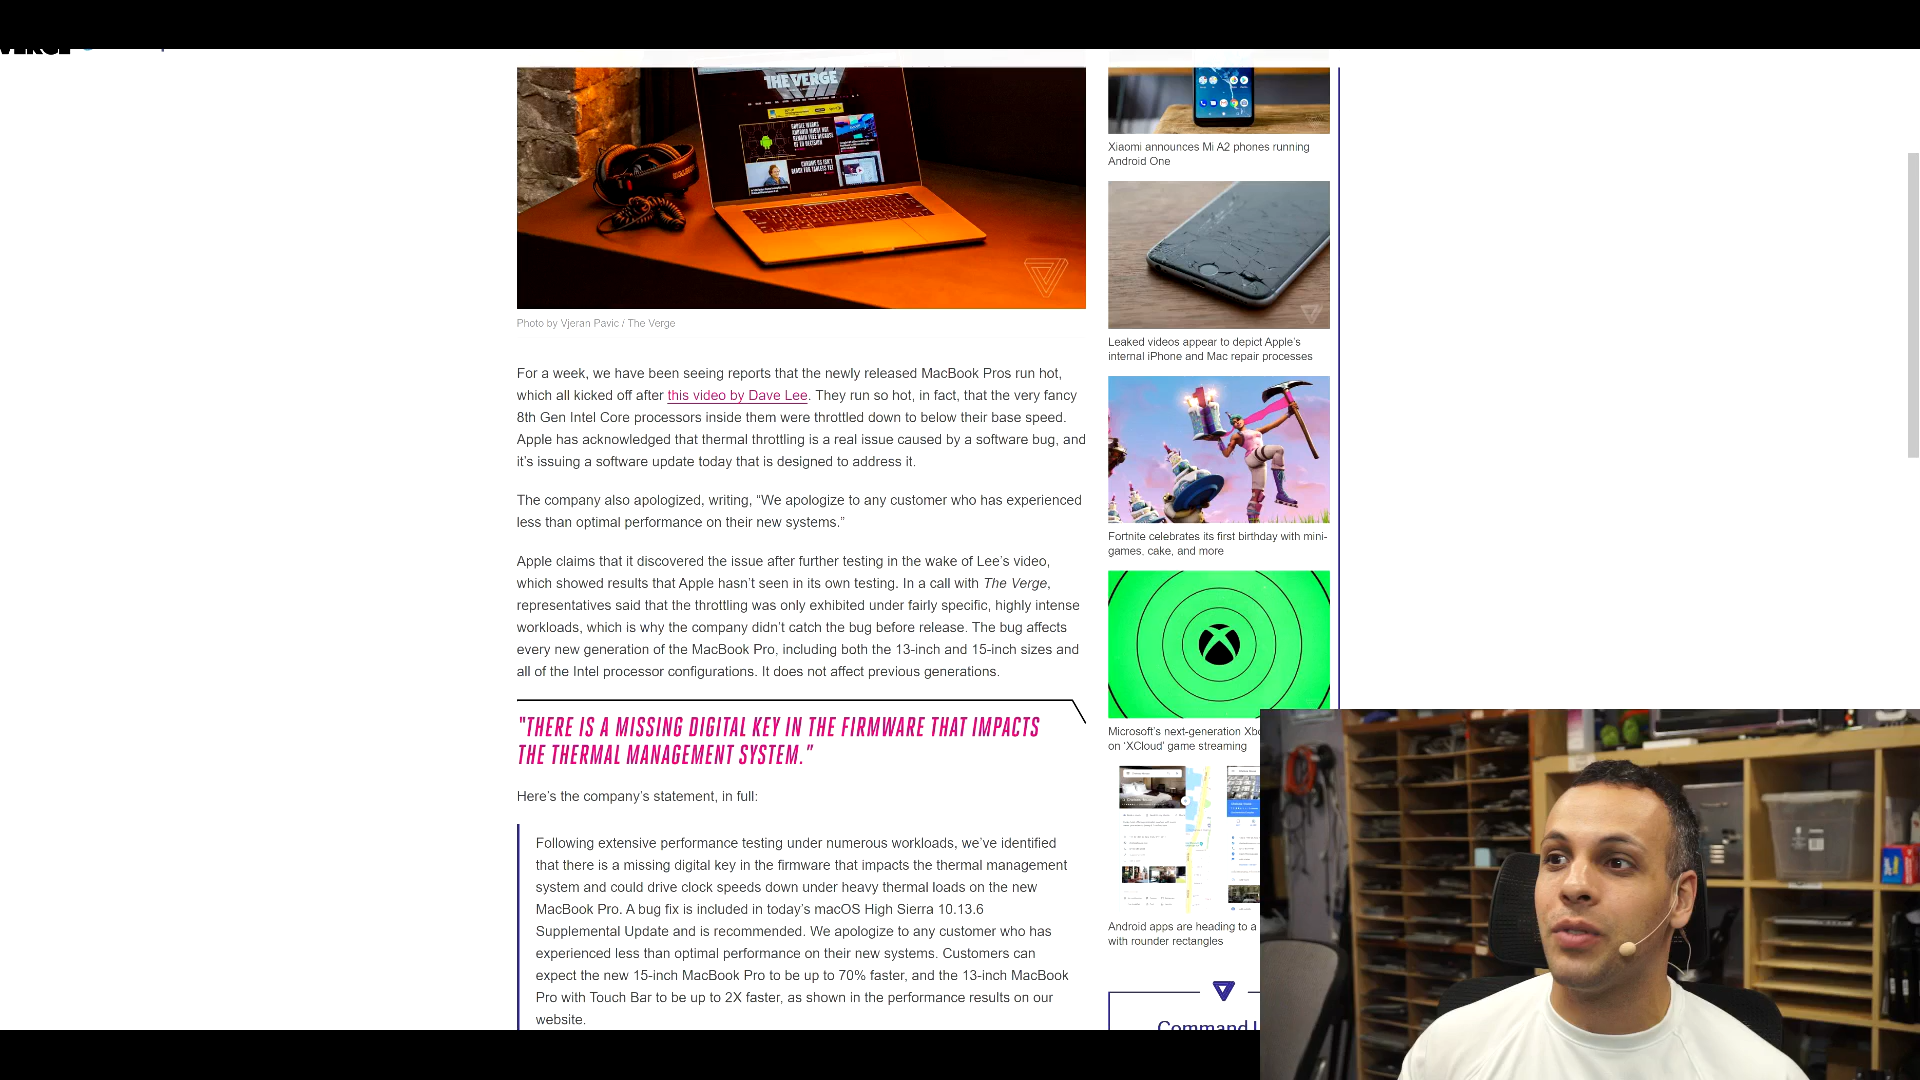 THE VERGE
Photo by Vjeran Pavic / The Verge
For a week, we have been seeing reports that the newly released MacBook Pros run hot,
which all kicked off after this video by Dave Lee. They run so hot, in fact, that the very fancy
8th Gen Intel Core processors inside them were throttled down to below their base speed.
Apple has acknowledged that thermal throttling is a real issue caused by a software bug, and
it’s issuing a software update today that is designed to address it.
The company also apologized, writing, “We apologize to any customer who has experienced
less than optimal performance on their new systems.”
Apple claims that it discovered the issue after further testing in the wake of Lee’s video,
which showed results that Apple hasn’t seen in its own testing. In a call with The Verge,
representatives said that the throttling was only exhibited under fairly specific, highly intense
workloads, which is why the company didn’t catch the bug before release. The bug affects
every new generation of the MacBook Pro, including both the 13-inch and 15-inch sizes and
all of the Intel processor configurations. It does not affect previous generations.
"THERE IS A MISSING DIGITAL KEY IN THE FIRMWARE THAT IMPACTS
THE THERMAL MANAGEMENT SYSTEM."
Here’s the company’s statement, in full:
Following extensive performance testing under numerous workloads, we’ve identified
that there is a missing digital key in the firmware that impacts the thermal management
system and could drive clock speeds down under heavy thermal loads on the new
MacBook Pro. A bug fix is included in today’s macOS High Sierra 10.13.6
Supplemental Update and is recommended. We apologize to any customer who has
experienced less than optimal performance on their new systems. Customers can
expect the new 15-inch MacBook Pro to be up to 70% faster, and the 13-inch MacBook
Pro with Touch Bar to be up to 2X faster, as shown in the performance results on our
website.
Xiaomi announces Mi A2 phones running
Android One
Leaked videos appear to depict Apple’s
internal iPhone and Mac repair processes
Fortnite celebrates its first birthday with mini-
games, cake, and more
Microsoft’s next-generation Xb
on ‘XCloud’ game streaming
Android apps are heading to a
with rounder rectangles
Command